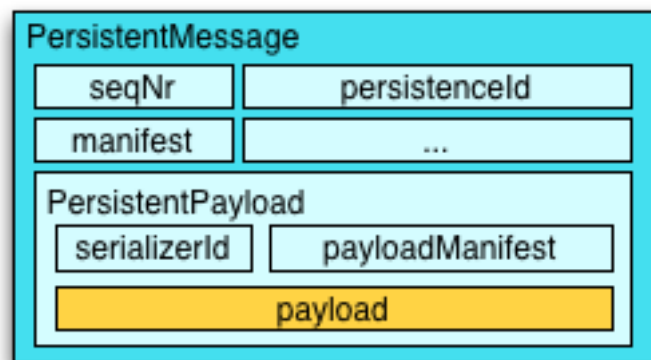 PersistentMessage
seqNr persistenceId
manifest ...
PersistentPayload
serializerId payloadManifest
payload